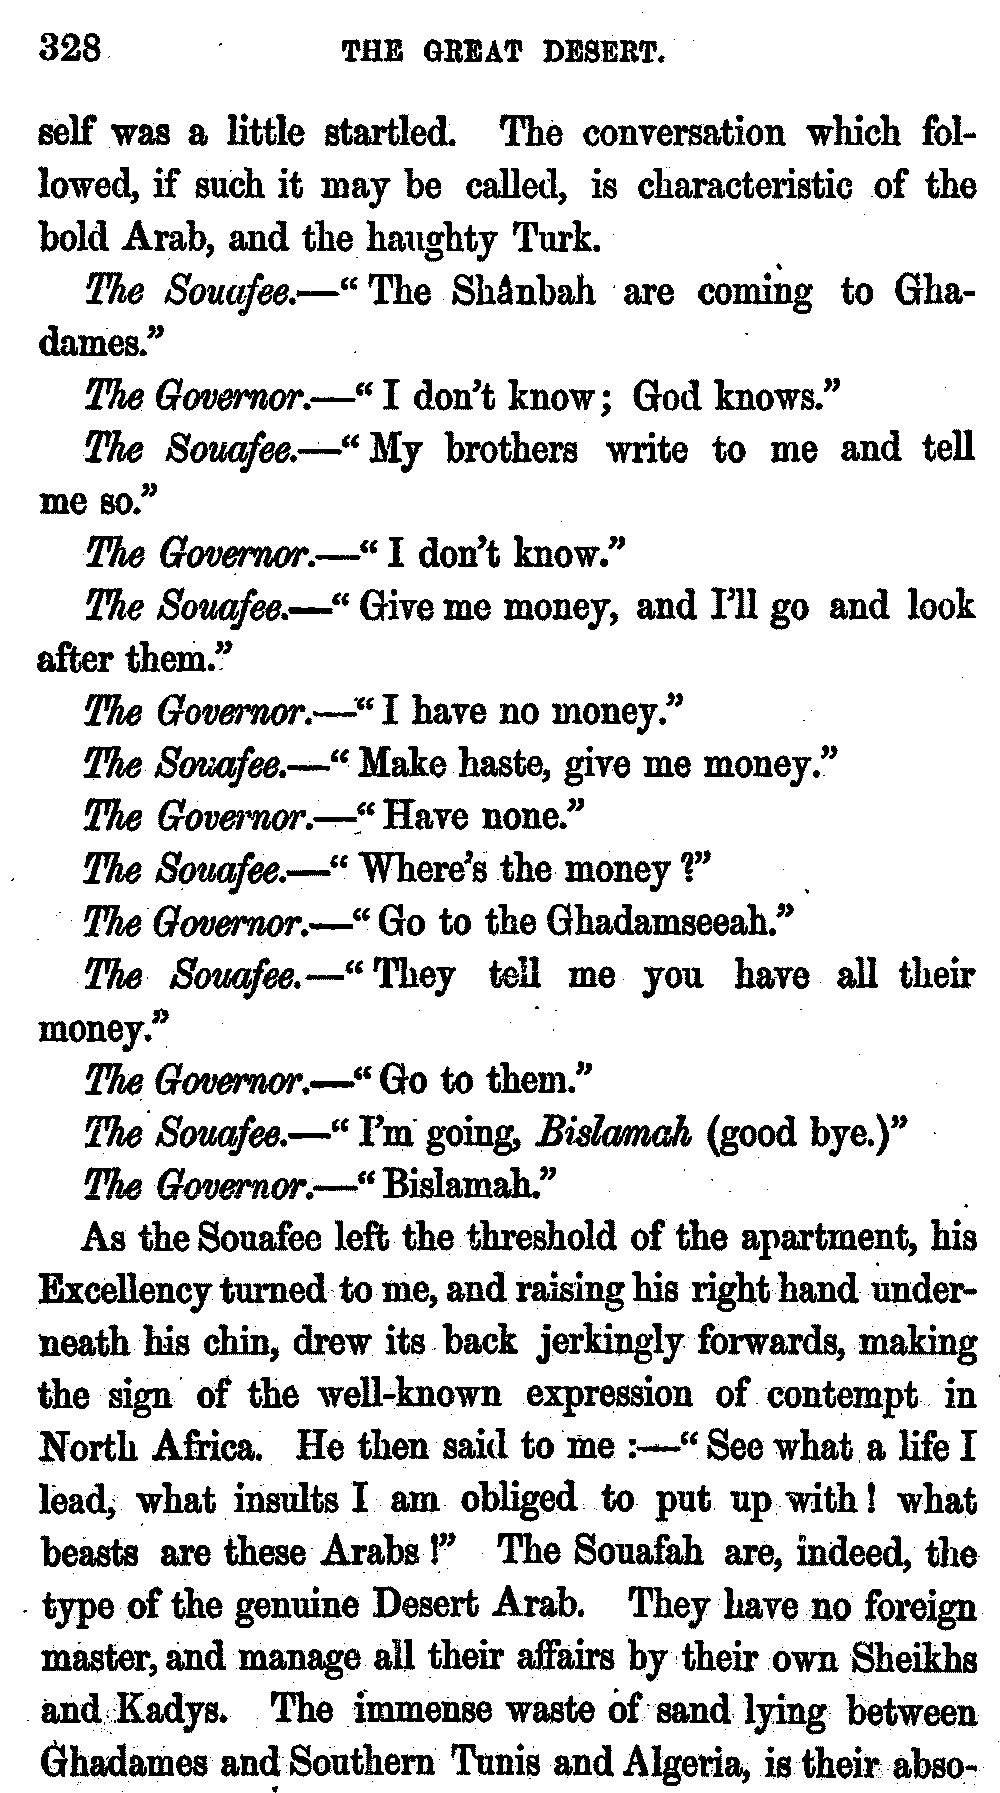 328 THE GREAT DESERT.
self was a little startled. The conversation which fol-
lowed, if such it may be called, is characteristic of the
bold Arab, and the haughty Turk.
The Souafee.—“ The Shânbah are coming to Gha-
dames.”
The Governor.—“ I don’t know; God knows.”
The Souafee.—“ My brothers write to me and tell
me so.”
The Governor.—“ I don’t know.”
The Souafee.—“ Give me money, and I’ll go and look
after them.”
The Governor.—“ I have no money.”
The Souafee.—“ Make haste, give me money.”
The Governor.—“ Have none.”
The Souafee.—“ Where’s the money ?”
The Governor.—“ Go to the Ghadamseeah.”
The Souafee.—“ They tell me you have all their
money.”
The Governor.—“ Go to them.”
The Souafee.—“ I’m going, Bislamah (good bye.)”
The Governor.—“ Bislamah.”
As the Souafee left the threshold of the apartment, his
Excellency turned to me, and raising his right hand under-
neath his chin, drew its back jerkingly forwards, making
the sign of the well-known expression of contempt in
North Africa. He then said to me :—“ See what a life I
lead, what insults I am obliged to put up with ! what
beasts are these Arabs !” The Souafah are, indeed, the
type of the genuine Desert Arab. They have no foreign
master, and manage all their affairs by their own Sheikhs
and Kadys. The immense waste of sand lying between
Ghadames and Southern Tunis and Algeria, is their abso-